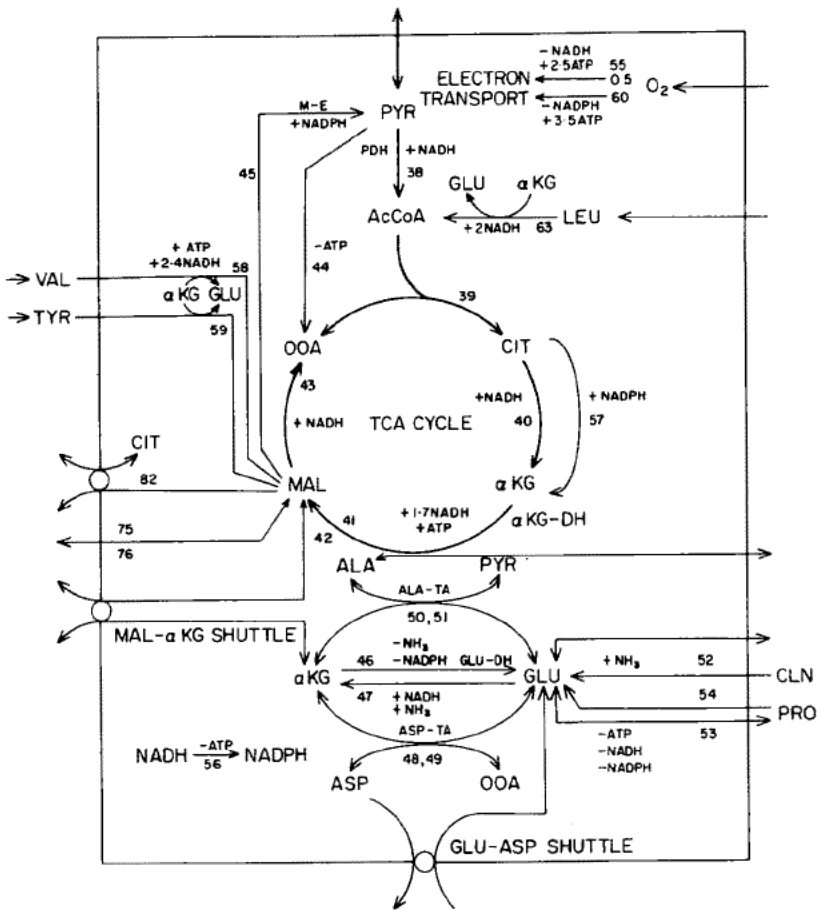 −NADH
+2·5ATP 55
ELECTRON 0.5 O₂
TRANSPORT 60
−NADPH
+3·5ATP
M-E
+NADPH PYR
45
PDH +NADH
38
GLU αKG
AcCoA
+2NADH 63 LEU
−ATP
44
+ ATP
+2·4NADH 58
VAL
αKG GLU
TYR
59
39
OOA CIT
43
+NADH +NADPH
40 57
+ NADH TCA CYCLE
CIT
82
MAL αKG
αKG-DH
+1·7NADH
+ATP
41
42
75
76
ALA PYR
ALA-TA
50,51
MAL-αKG SHUTTLE
−NH₃
46 −NADPH GLU-DH
αKG GLU
47 + NADH
+ NH₃
+ NH₃ 52 CLN
54
PRO
53
−ATP
−NADH
−NADPH
ASP-TA
48,49
NADH −ATP NADPH
56
ASP OOA
GLU-ASP SHUTTLE